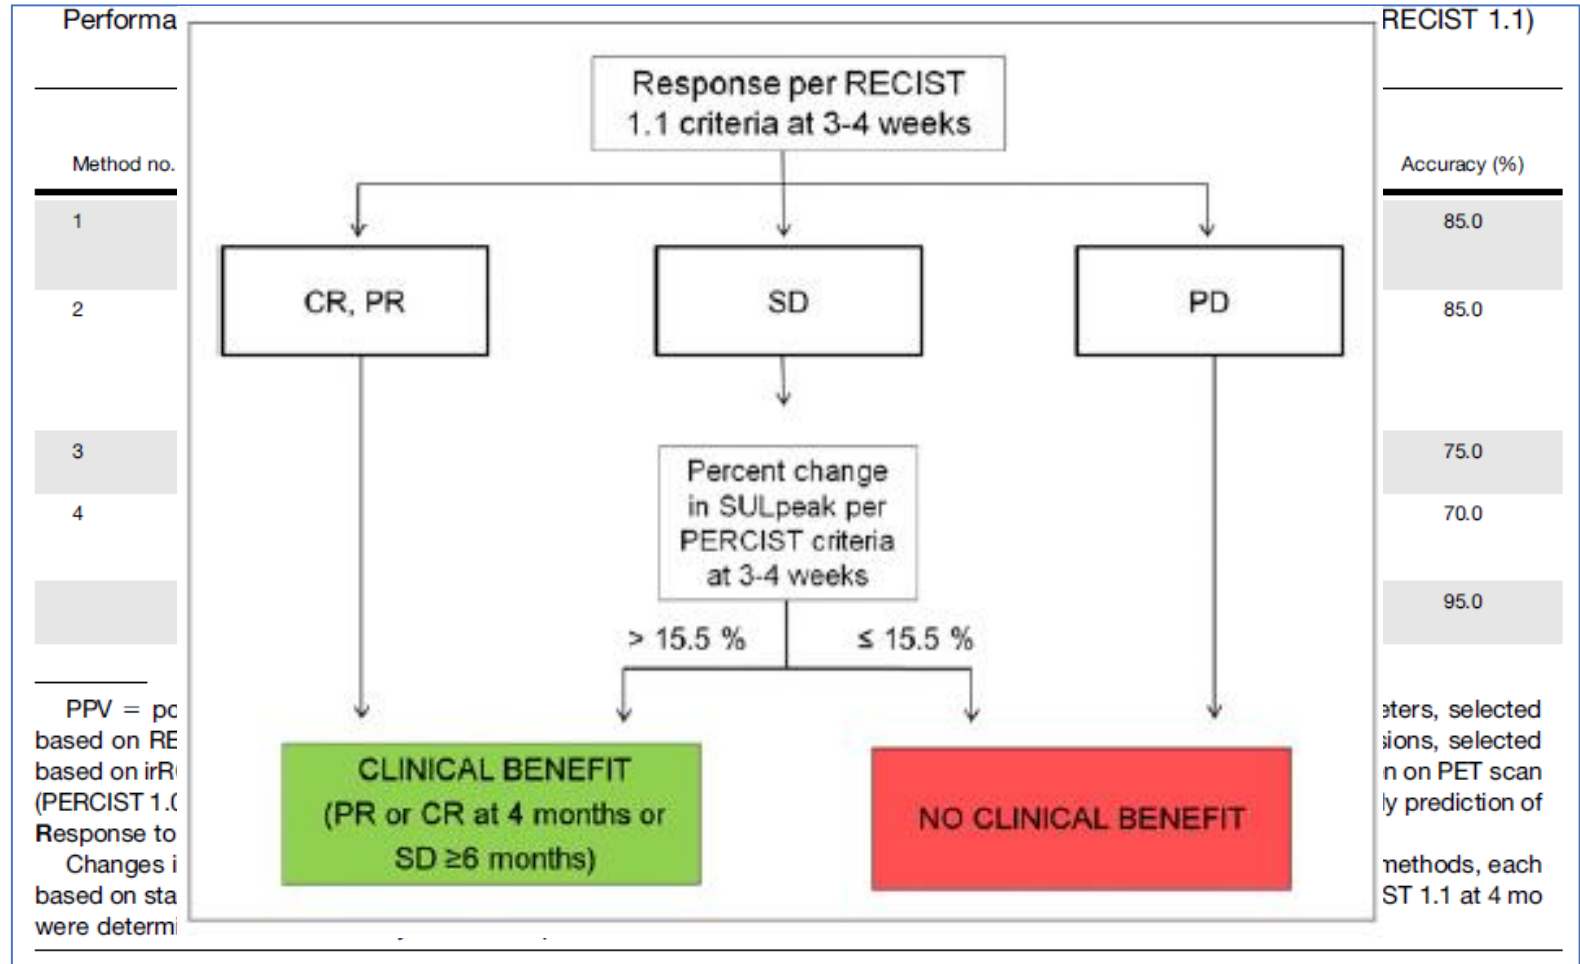 Performa
RECIST 1.1)
Method no.
Accuracy (%)
1
85.0
2
85.0
3
75.0
4
70.0
95.0
Response per RECIST
1.1 criteria at 3-4 weeks
CR, PR
SD
PD
Percent change
in SULpeak per
PERCIST criteria
at 3-4 weeks
> 15.5 %
≤ 15.5 %
CLINICAL BENEFIT
(PR or CR at 4 months or
SD ≥6 months)
NO CLINICAL BENEFIT
PPV = po
eters, selected
based on RE
sions, selected
based on irR
n on PET scan
(PERCIST 1.0
ly prediction of
Response to
Changes i
methods, each
based on sta
ST 1.1 at 4 mo
were determi